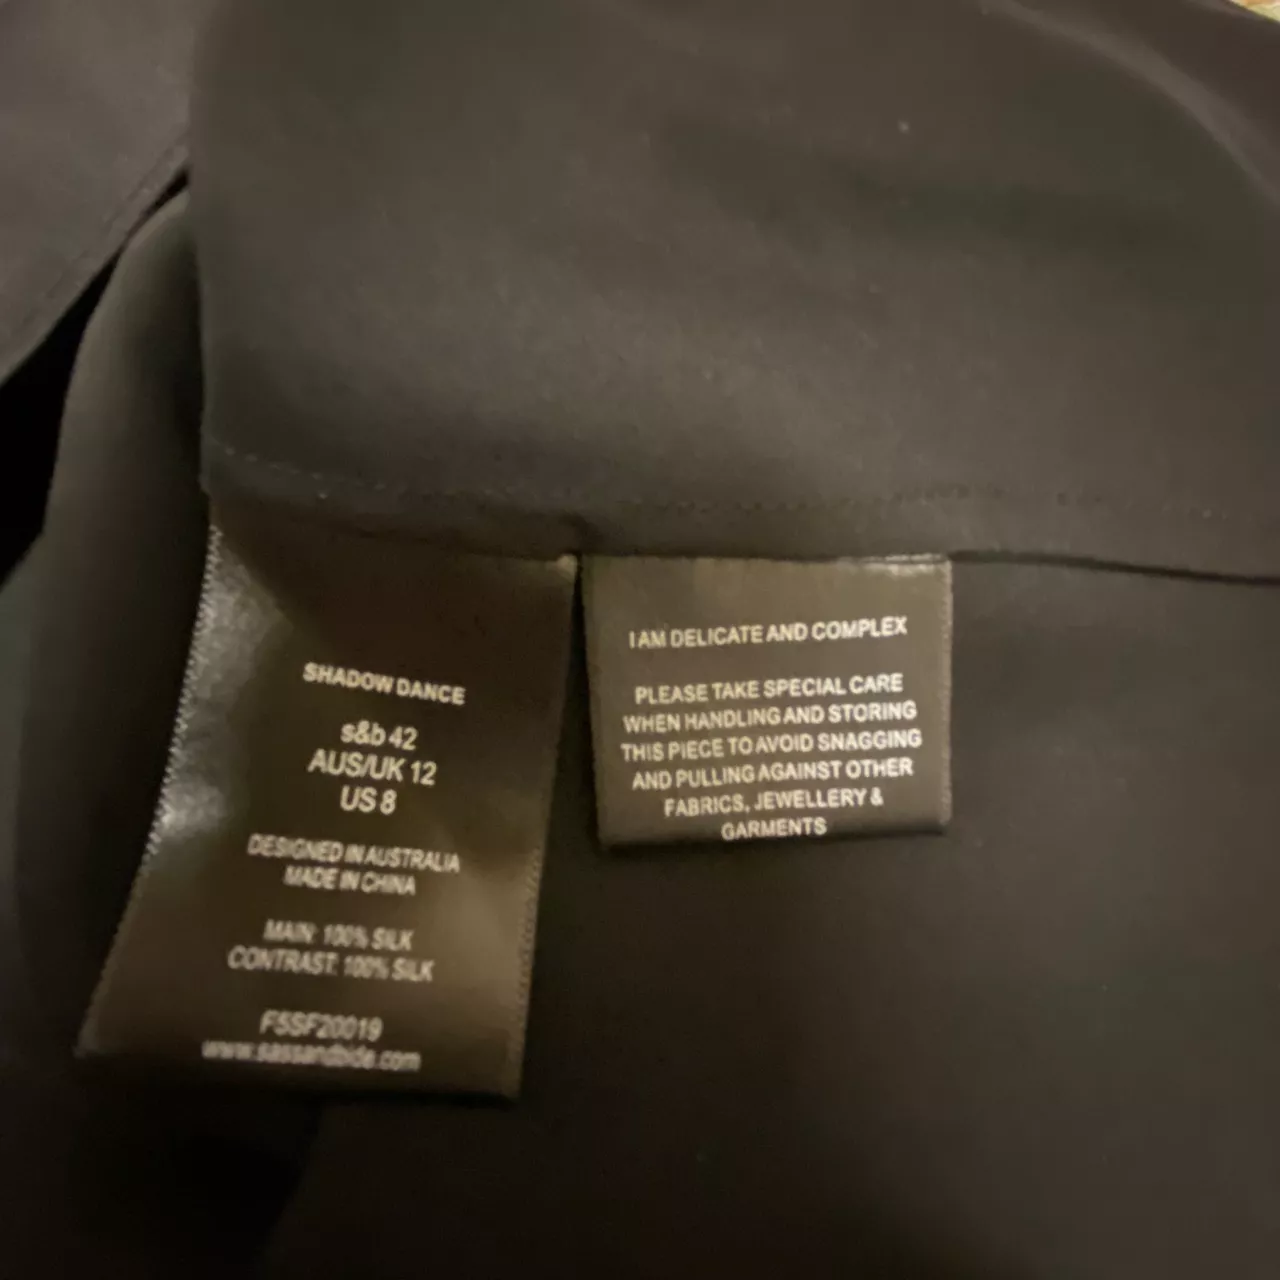 SHADOW DANCE
s&b 42
AUS/UK 12
US 8
DESIGNED IN AUSTRALIA
MADE IN CHINA
MAIN: 100% SILK
CONTRAST: 100% SILK
F5SF20019
www.sassandbide.com
I AM DELICATE AND COMPLEX
PLEASE TAKE SPECIAL CARE
WHEN HANDLING AND STORING
THIS PIECE TO AVOID SNAGGING
AND PULLING AGAINST OTHER
FABRICS, JEWELLERY &
GARMENTS